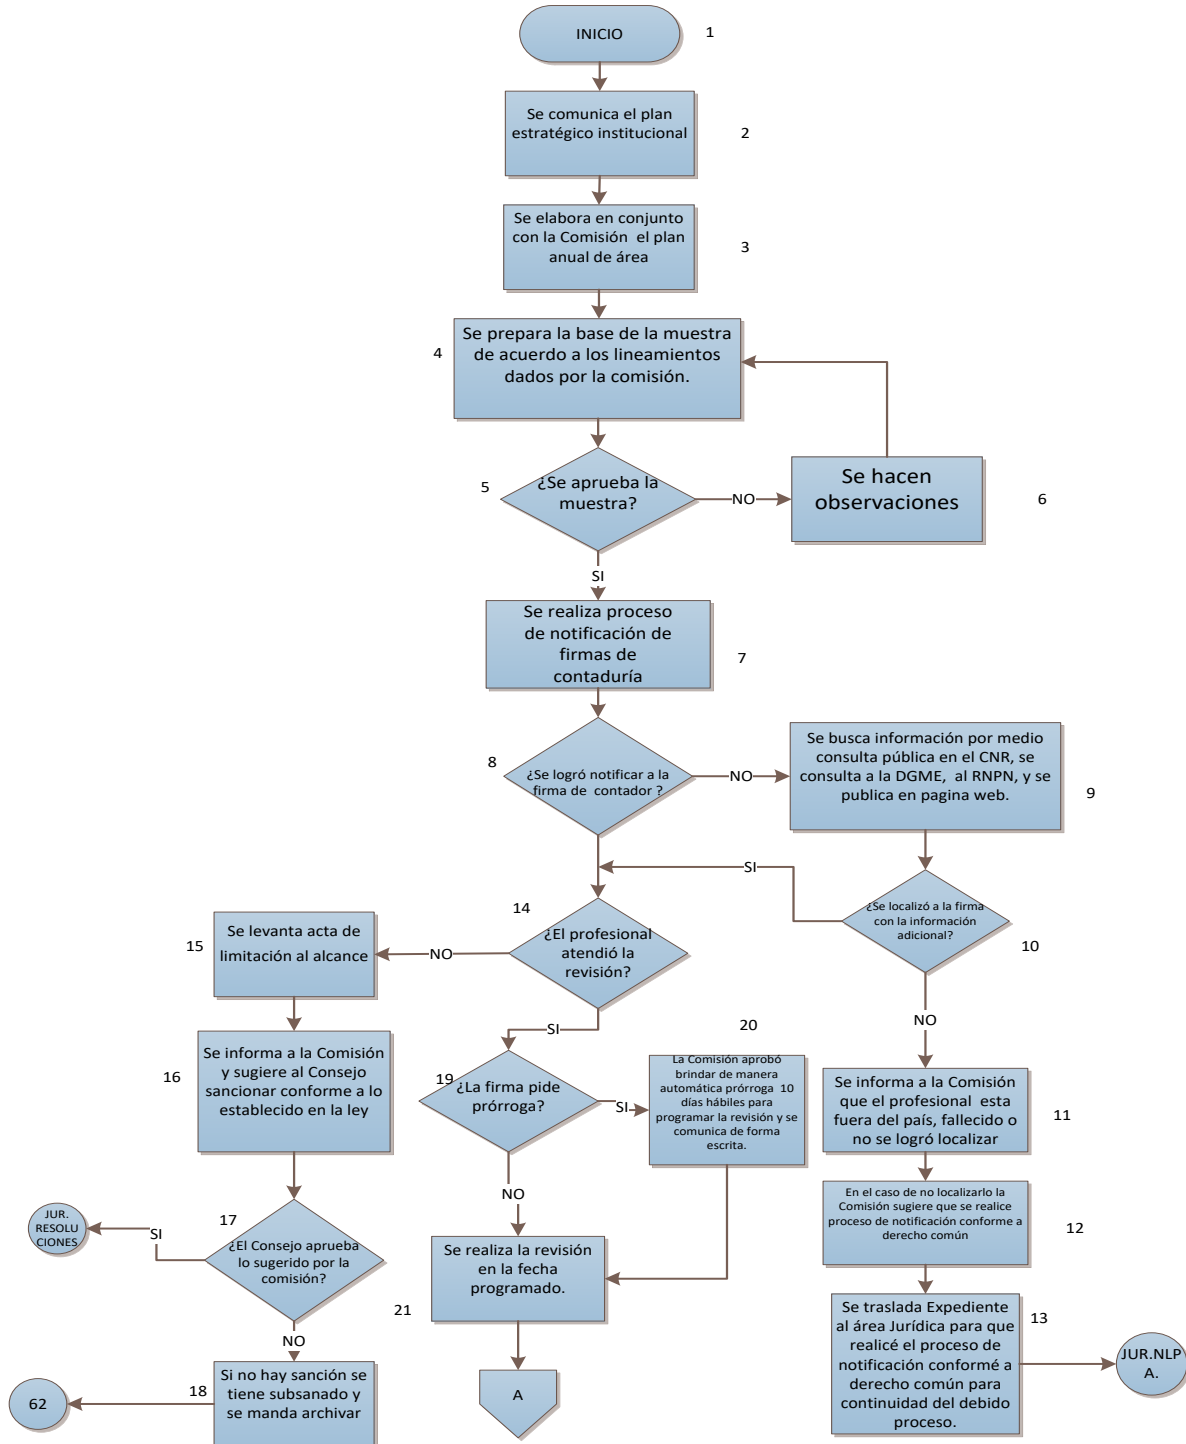 INICIO
1
Se comunica el plan
estratégico institucional
2
Se elabora en conjunto
con la Comisión el plan
anual de área
3
4
Se prepara la base de la muestra
de acuerdo a los lineamientos
dados por la comisión.
5
¿Se aprueba la
muestra?
NO
Se hacen
observaciones
6
SI
Se realiza proceso
de notificación de
firmas de
contaduría
7
8
¿Se logró notificar a la
firma de contador ?
NO
Se busca información por medio
consulta pública en el CNR, se
consulta a la DGME, al RNPN, y se
publica en pagina web.
9
SI
¿Se localizó a la firma
con la información
adicional?
10
14
¿El profesional
atendió la
revisión?
NO
15
Se levanta acta de
limitación al alcance
NO
SI
16
Se informa a la Comisión
y sugiere al Consejo
sancionar conforme a lo
establecido en la ley
19
¿La firma pide
prórroga?
SI
20
La Comisión aprobó
brindar de manera
automática prórroga 10
días hábiles para
programar la revisión y se
comunica de forma
escrita.
Se informa a la Comisión
que el profesional esta
fuera del país, fallecido o
no se logró localizar
11
NO
En el caso de no localizarlo la
Comisión sugiere que se realice
proceso de notificación conforme a
derecho común
12
17
¿El Consejo aprueba
lo sugerido por la
comisión?
SI
JUR.
RESOLU
CIONES
NO
Se realiza la revisión
en la fecha
programado.
21
Se traslada Expediente
al área Jurídica para que
realicé el proceso de
notificación conformé a
derecho común para
continuidad del debido
proceso.
13
JUR.NLP
A.
18
Si no hay sanción se
tiene subsanado y
se manda archivar
62
A